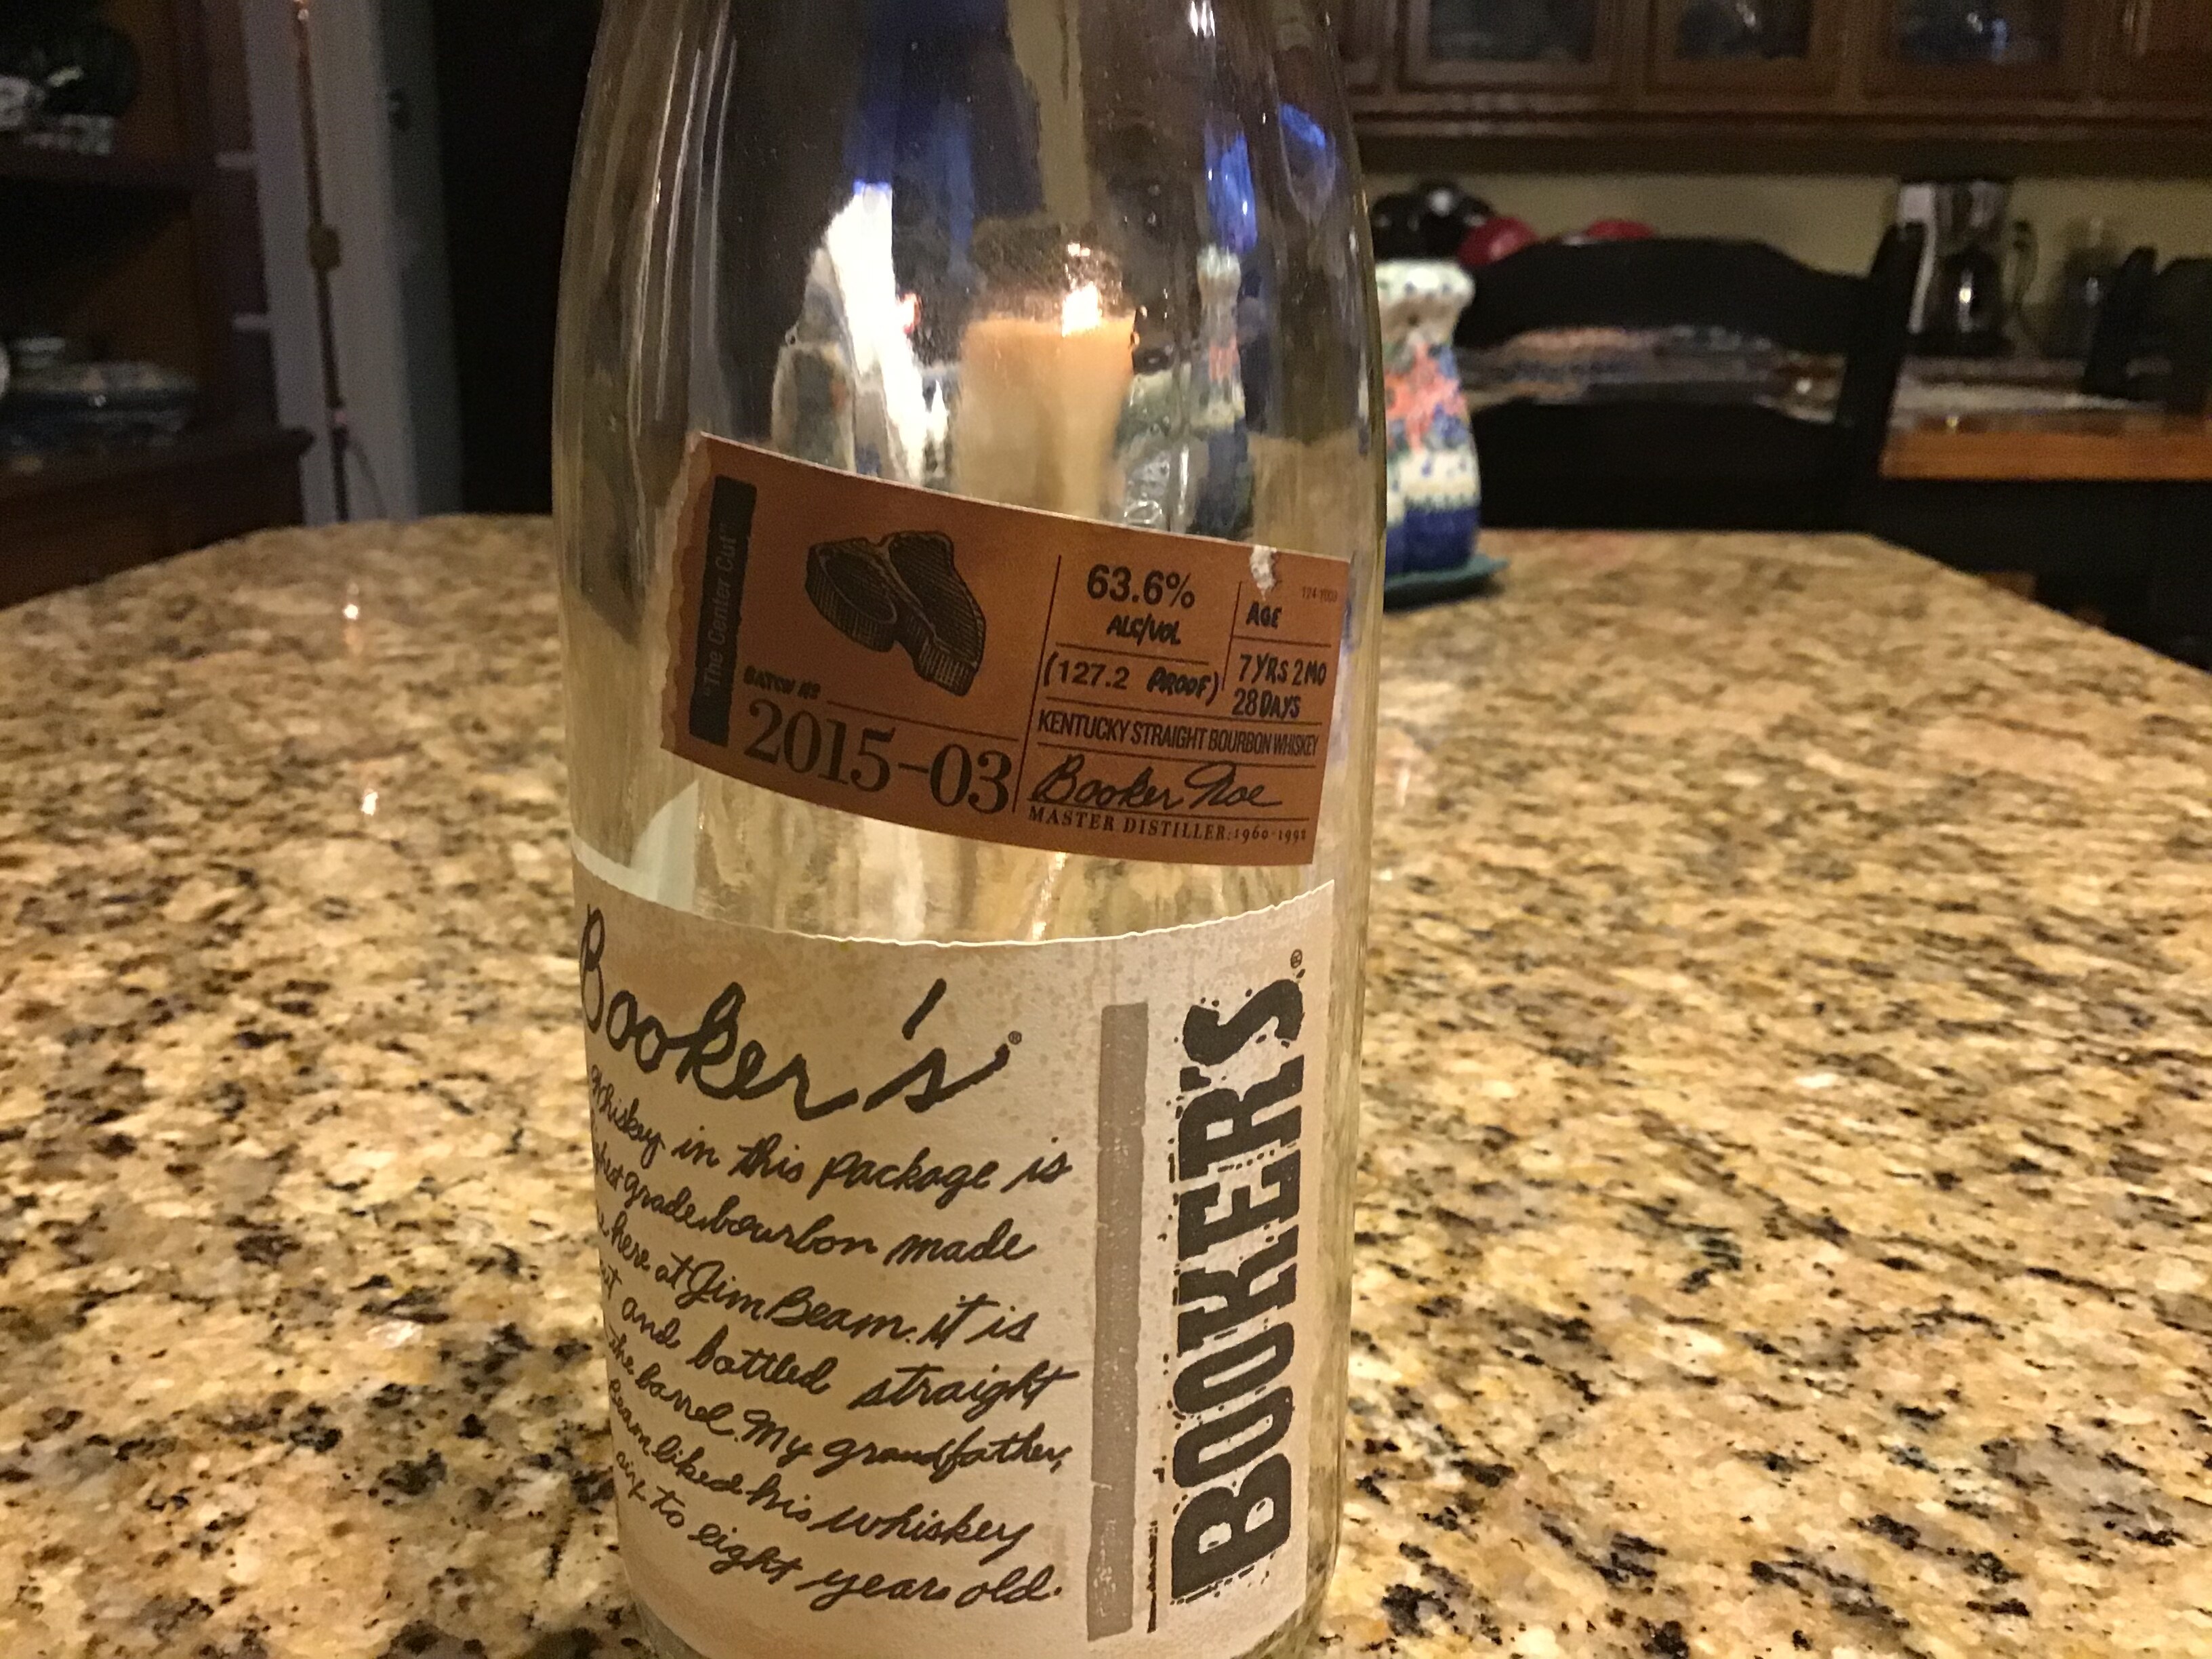 "The Center Cut"
BATCH No
2015-03
63.6%
ALC/VOL
(127.2 PROOF)
AGE
7 YRS 2 MO
28 DAYS
KENTUCKY STRAIGHT BOURBON WHISKEY
Booker Noe
MASTER DISTILLER: 1960-1992
Booker's®
Whiskey in this package is
grade bourbon made
here at Jim Beam. it is
and bottled straight
the barrel. My grandfather,
liked his whiskey
to eight years old.
BOOKER'S®